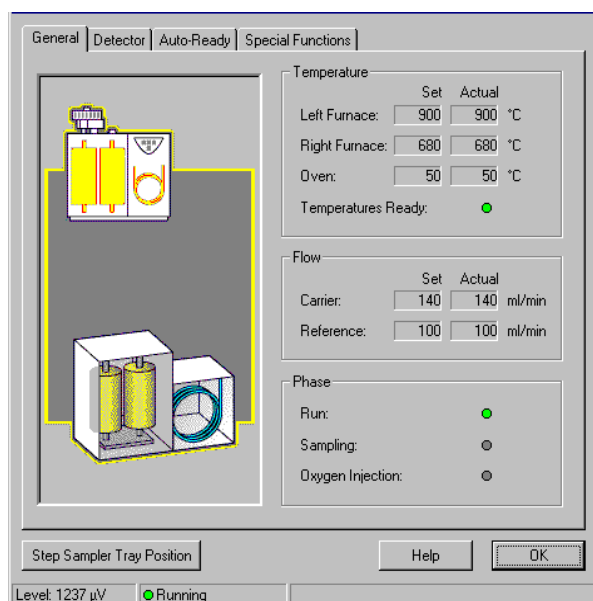 General Detector Auto-Ready Special Functions
Temperature
Set Actual
Left Furnace: 900 900 °C
Right Furnace: 680 680 °C
Oven: 50 50 °C
Temperatures Ready:
Flow
Set Actual
Carrier: 140 140 ml/min
Reference: 100 100 ml/min
Phase
Run:
Sampling:
Oxygen Injection:
Step Sampler Tray Position Help OK
Level: 1237 µV Running